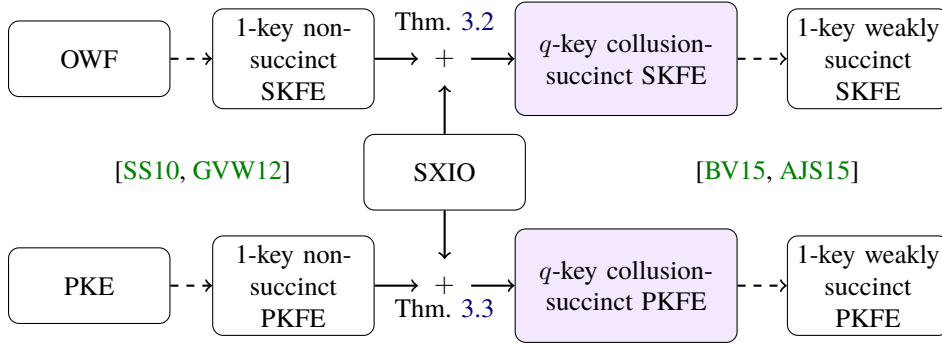 OWF
1-key non-
succinct
SKFE
Thm. 3.2
+
q-key collusion-
succinct SKFE
1-key weakly
succinct
SKFE
[SS10, GVW12]
SXIO
[BV15, AJS15]
PKE
1-key non-
succinct
PKFE
+
Thm. 3.3
q-key collusion-
succinct PKFE
1-key weakly
succinct
PKFE